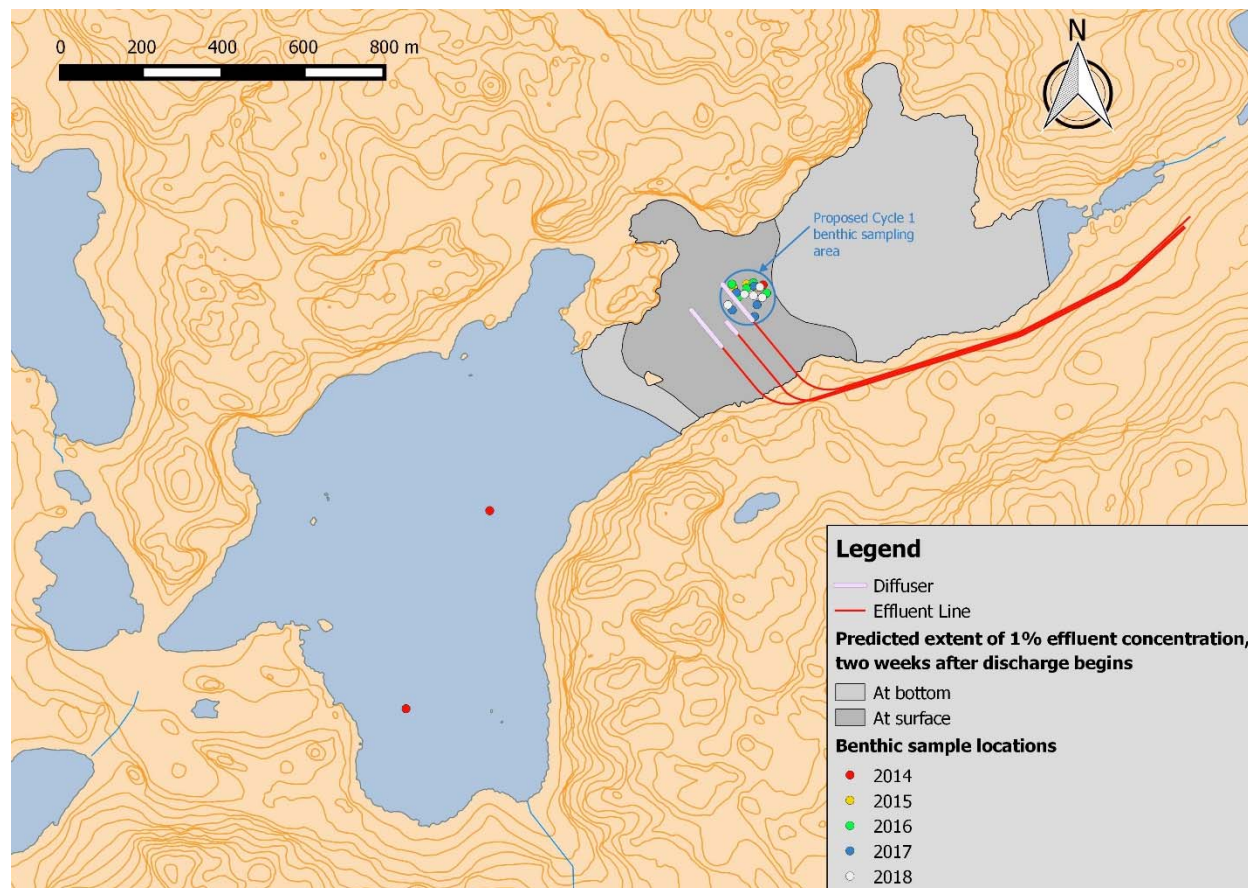 0 200 400 600 800 m
N
Proposed Cycle 1
benthic sampling
area
Legend
Diffuser
Effluent Line
Predicted extent of 1% effluent concentration,
two weeks after discharge begins
At bottom
At surface
Benthic sample locations
2014
2015
2016
2017
2018